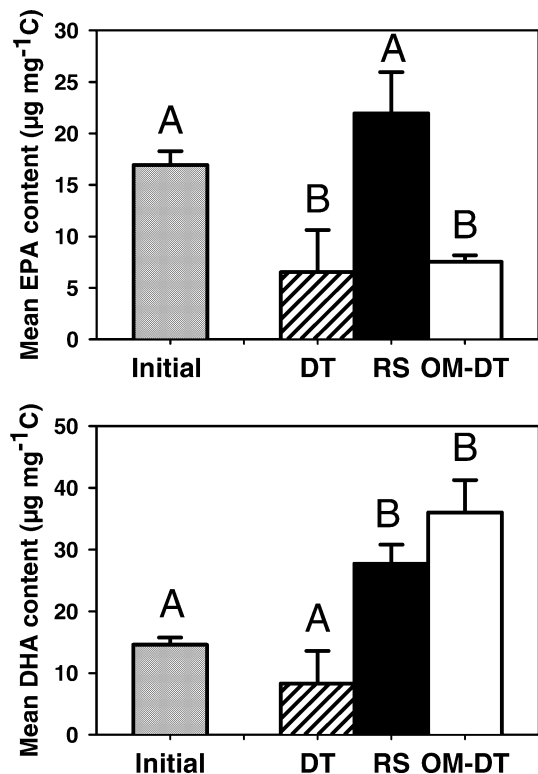 Mean EPA content (µg mg⁻¹C)
30
25
20
15
10
5
0
A
B
A
B
Initial DT RS OM-DT
Mean DHA content (µg mg⁻¹C)
50
40
30
20
10
0
A
A
B
B
Initial DT RS OM-DT